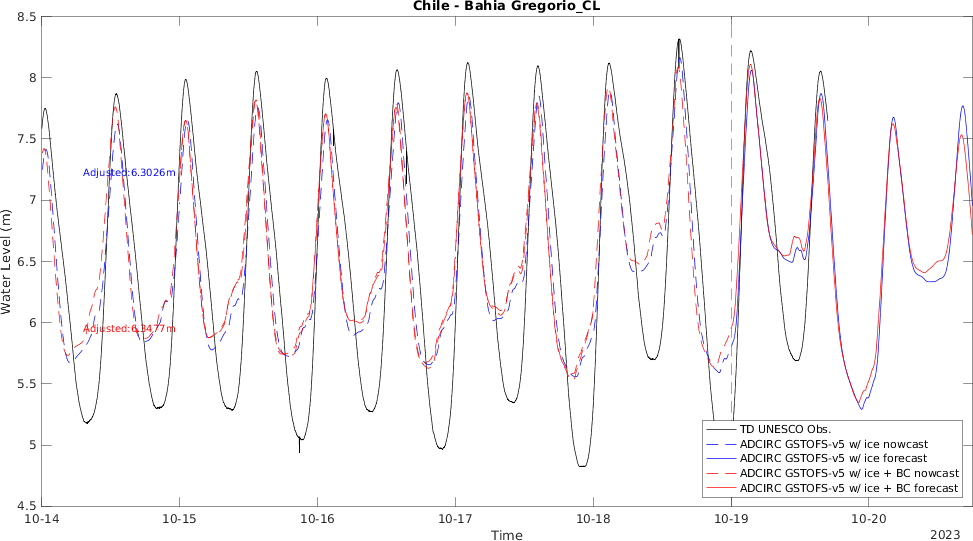 Chile - Bahia Gregorio_CL
Water Level (m)
8.5
8
7.5
7
6.5
6
5.5
5
4.5
Adjusted:6.3026m
Adjusted:6.3477m
TD UNESCO Obs.
ADCIRC GSTOFS-v5 w/ ice nowcast
ADCIRC GSTOFS-v5 w/ ice forecast
ADCIRC GSTOFS-v5 w/ ice + BC nowcast
ADCIRC GSTOFS-v5 w/ ice + BC forecast
10-14 10-15 10-16 10-17 10-18 10-19 10-20
Time
2023